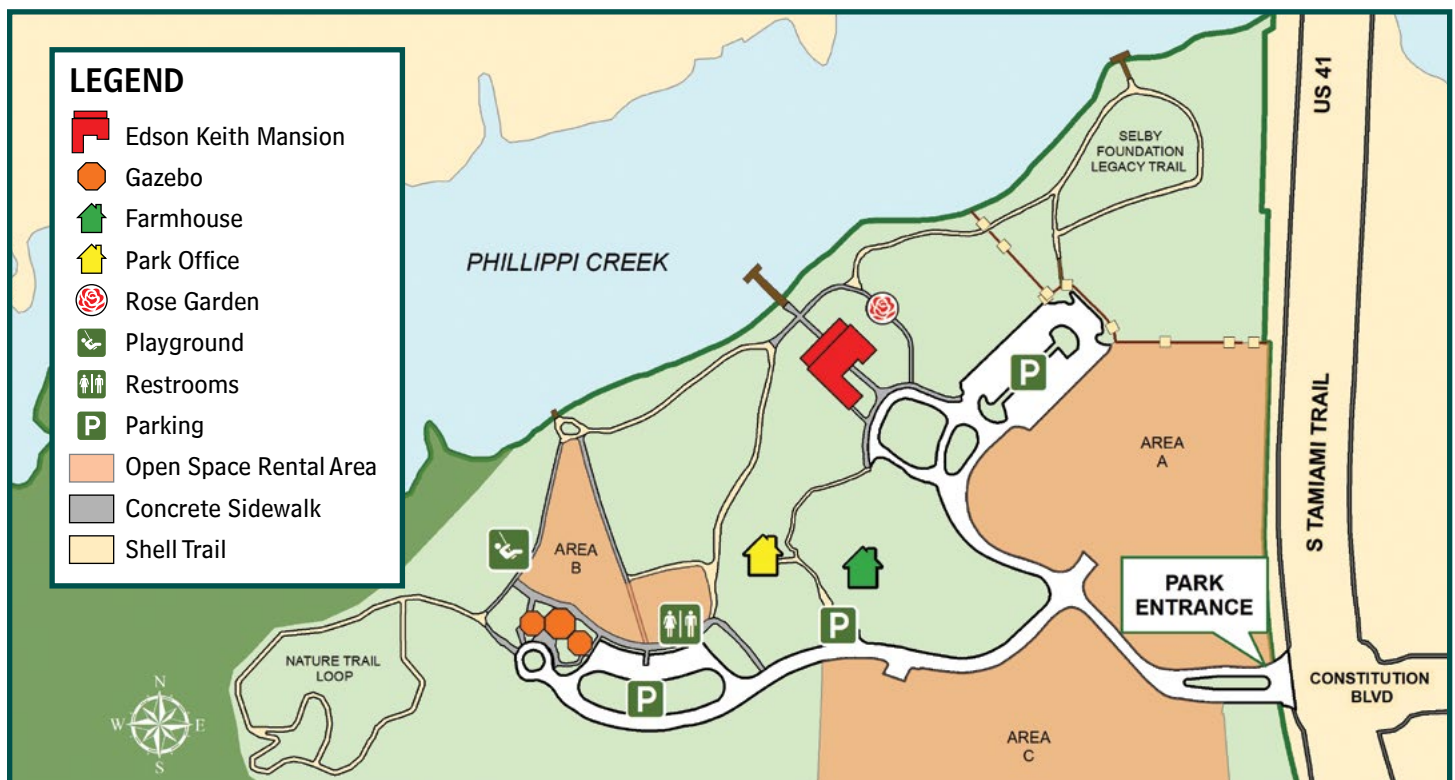 LEGEND
Edson Keith Mansion
Gazebo
Farmhouse
Park Office
Rose Garden
Playground
Restrooms
P
Parking
Open Space Rental Area
Concrete Sidewalk
Shell Trail
PHILLIPPI CREEK
SELBY
FOUNDATION
LEGACY TRAIL
US 41
S TAMIAMI TRAIL
P
AREA
A
AREA
B
PARK
ENTRANCE
P
P
NATURE TRAIL
LOOP
CONSTITUTION
BLVD
AREA
C
N
W
E
S